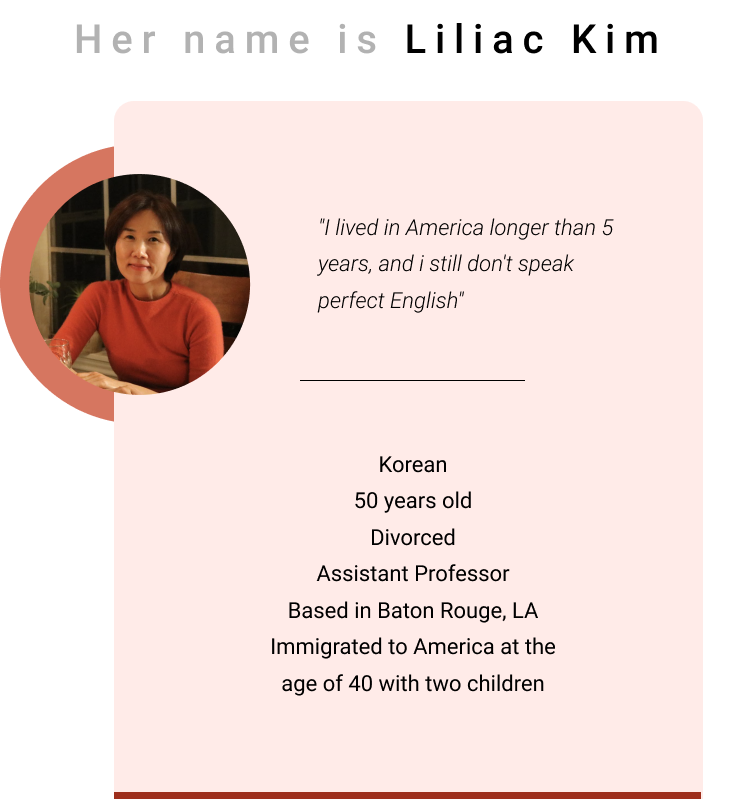 Her name is Liliac Kim
"I lived in America longer than 5
years, and i still don't speak
perfect English"
Korean
50 years old
Divorced
Assistant Professor
Based in Baton Rouge, LA
Immigrated to America at the
age of 40 with two children